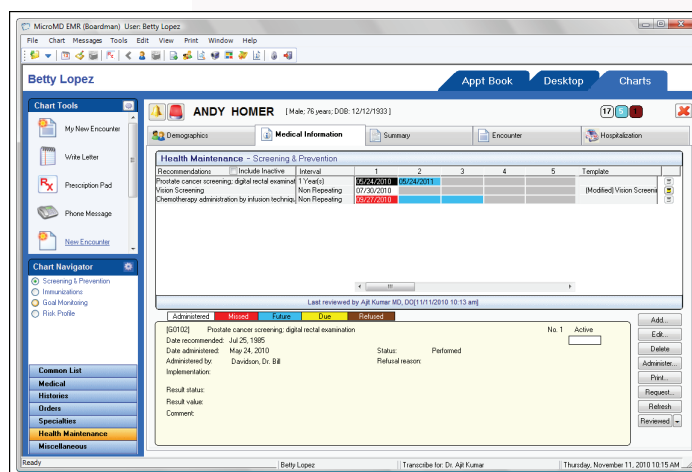 MicroMD EMR (Boardman) User: Betty Lopez
File Chart Messages Tools Edit View Print Window Help
Betty Lopez
Appt Book Desktop Charts
Chart Tools
My New Encounter
Write Letter
Prescription Pad
Phone Message
New Encounter
Chart Navigator
Screening & Prevention
Immunizations
Goal Monitoring
Risk Profile
Common List
Medical
Histories
Orders
Specialties
Health Maintenance
Miscellaneous
ANDY HOMER [Male; 76 years; DOB: 12/12/1933]
17 5
Demographics Medical Information Summary Encounter Hospitalization
Health Maintenance - Screening & Prevention
Recommendations Include Inactive Interval 1 2 3 4 5 Template
Prostate cancer screening; digital rectal examinat 1 Year(s) 05/24/2010 05/24/2011
Vision Screening Non Repeating 07/30/2010 (Modified) Vision Screeni
Chemotherapy administration by infusion techniqu Non Repeating 09/27/2010
Last reviewed by Ajit Kumar MD, DO[11/11/2010 10:13 am]
Administered Missed Future Due Refused
[G0102] Prostate cancer screening; digital rectal examination No. 1 Active
Date recommended: Jul 25, 1985
Date administered: May 24, 2010 Status: Performed
Administered by: Davidson, Dr. Bill Refusal reason:
Implementation:
Result status:
Result value:
Comment:
Add...
Edit...
Delete
Administer...
Print...
Request...
Refresh
Reviewed
Ready Betty Lopez Transcribe for: Dr. Ajit Kumar Thursday, November 11, 2010 10:15 AM